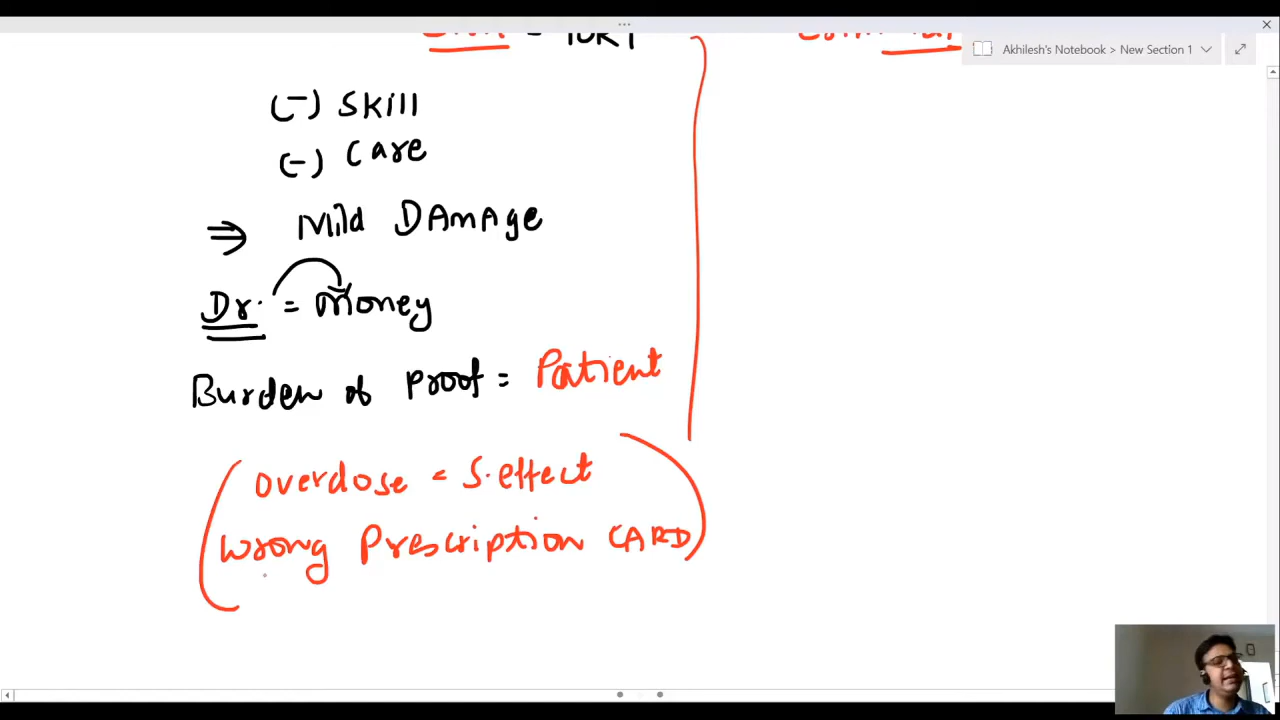 Akhilesh's Notebook > New Section 1
= TORT
(-) Skill
(-) Care
⇒ Mild DAmAge
Dr. = Money
Burden of Proof = Patient
(overdose = S.effect
wrong Prescription CARD)